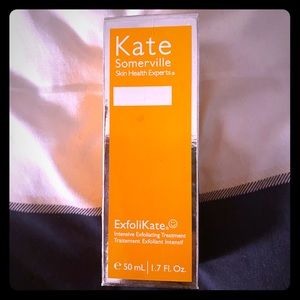 Kate
Somerville
Skin Health Experts®
ExfoliKate®
Intensive Exfoliating Treatment
Traitement Exfoliant Intensif
℮ 50 mL 1.7 Fl. Oz.